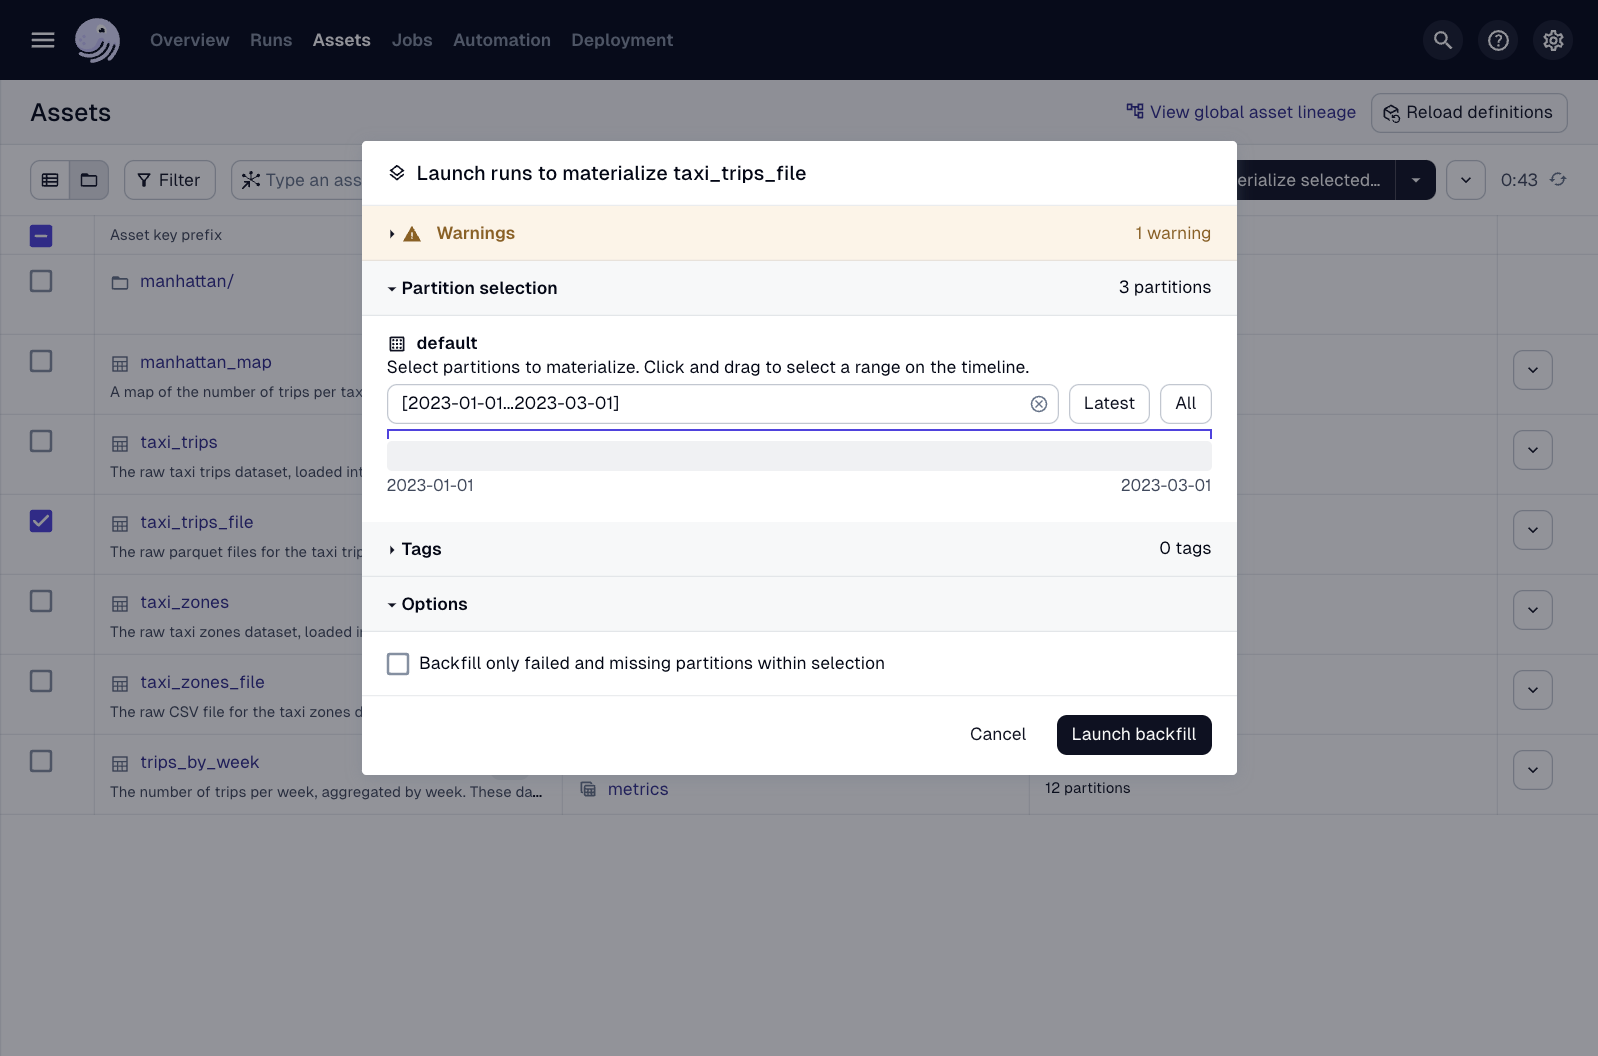 Overview Runs Assets Jobs Automation Deployment
Assets
View global asset lineage
Reload definitions
Filter
Type an ass
erialize selected...
0:43
Launch runs to materialize taxi_trips_file
Warnings
1 warning
Partition selection
3 partitions
default
Select partitions to materialize. Click and drag to select a range on the timeline.
[2023-01-01...2023-03-01]
Latest
All
2023-01-01
2023-03-01
Tags
0 tags
Options
Backfill only failed and missing partitions within selection
Cancel
Launch backfill
Asset key prefix
manhattan/
manhattan_map
A map of the number of trips per tax
taxi_trips
The raw taxi trips dataset, loaded int
taxi_trips_file
The raw parquet files for the taxi trip
taxi_zones
The raw taxi zones dataset, loaded in
taxi_zones_file
The raw CSV file for the taxi zones d
trips_by_week
The number of trips per week, aggregated by week. These da...
metrics
12 partitions